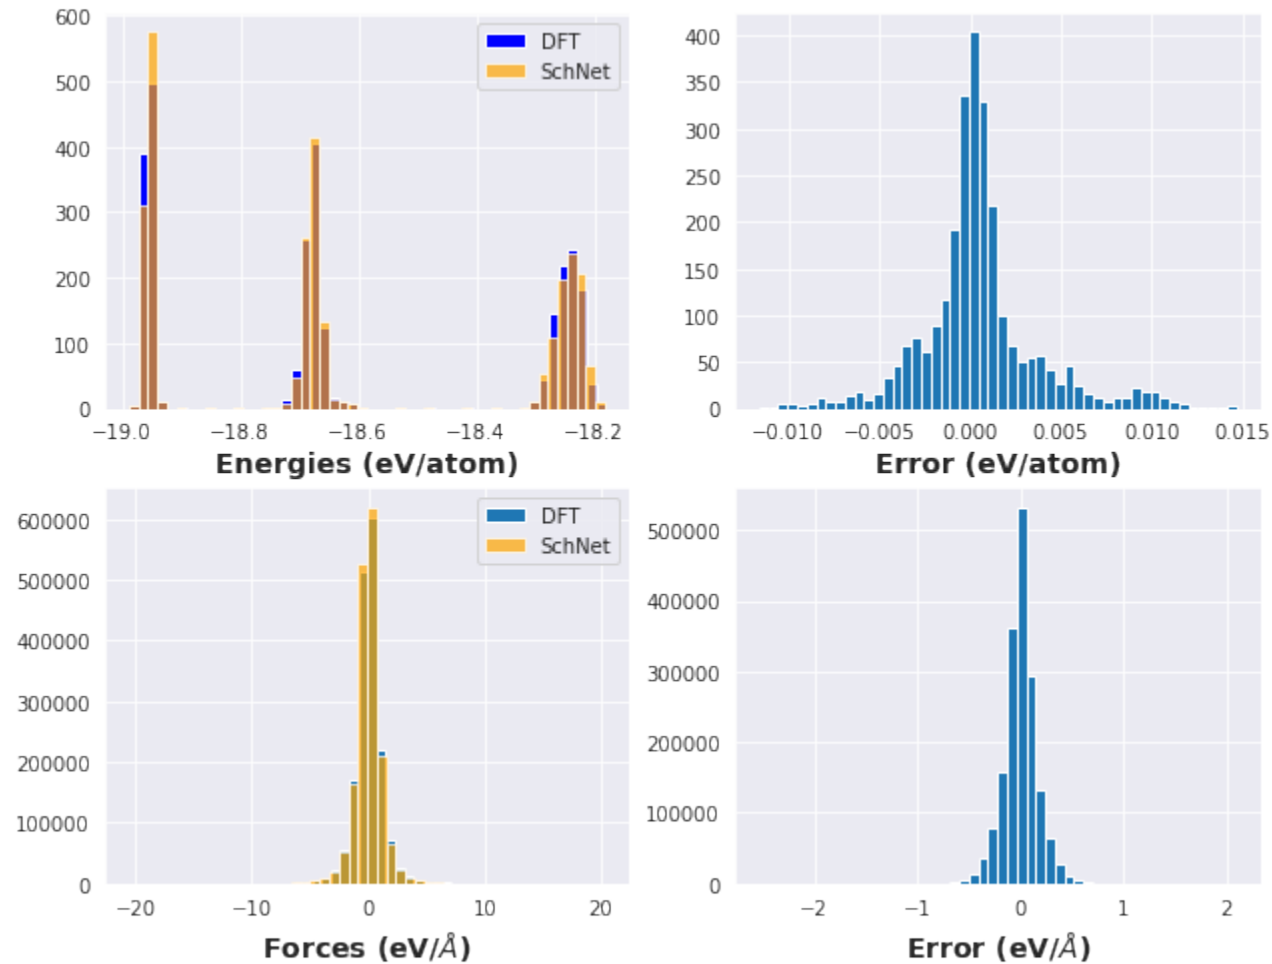 600
500
400
300
200
100
0
DFT
SchNet
−19.0 −18.8 −18.6 −18.4 −18.2
Energies (eV/atom)
400
350
300
250
200
150
100
50
0
−0.010 −0.005 0.000 0.005 0.010 0.015
Error (eV/atom)
600000
500000
400000
300000
200000
100000
0
DFT
SchNet
−20 −10 0 10 20
Forces (eV/Å)
500000
400000
300000
200000
100000
0
−2 −1 0 1 2
Error (eV/Å)